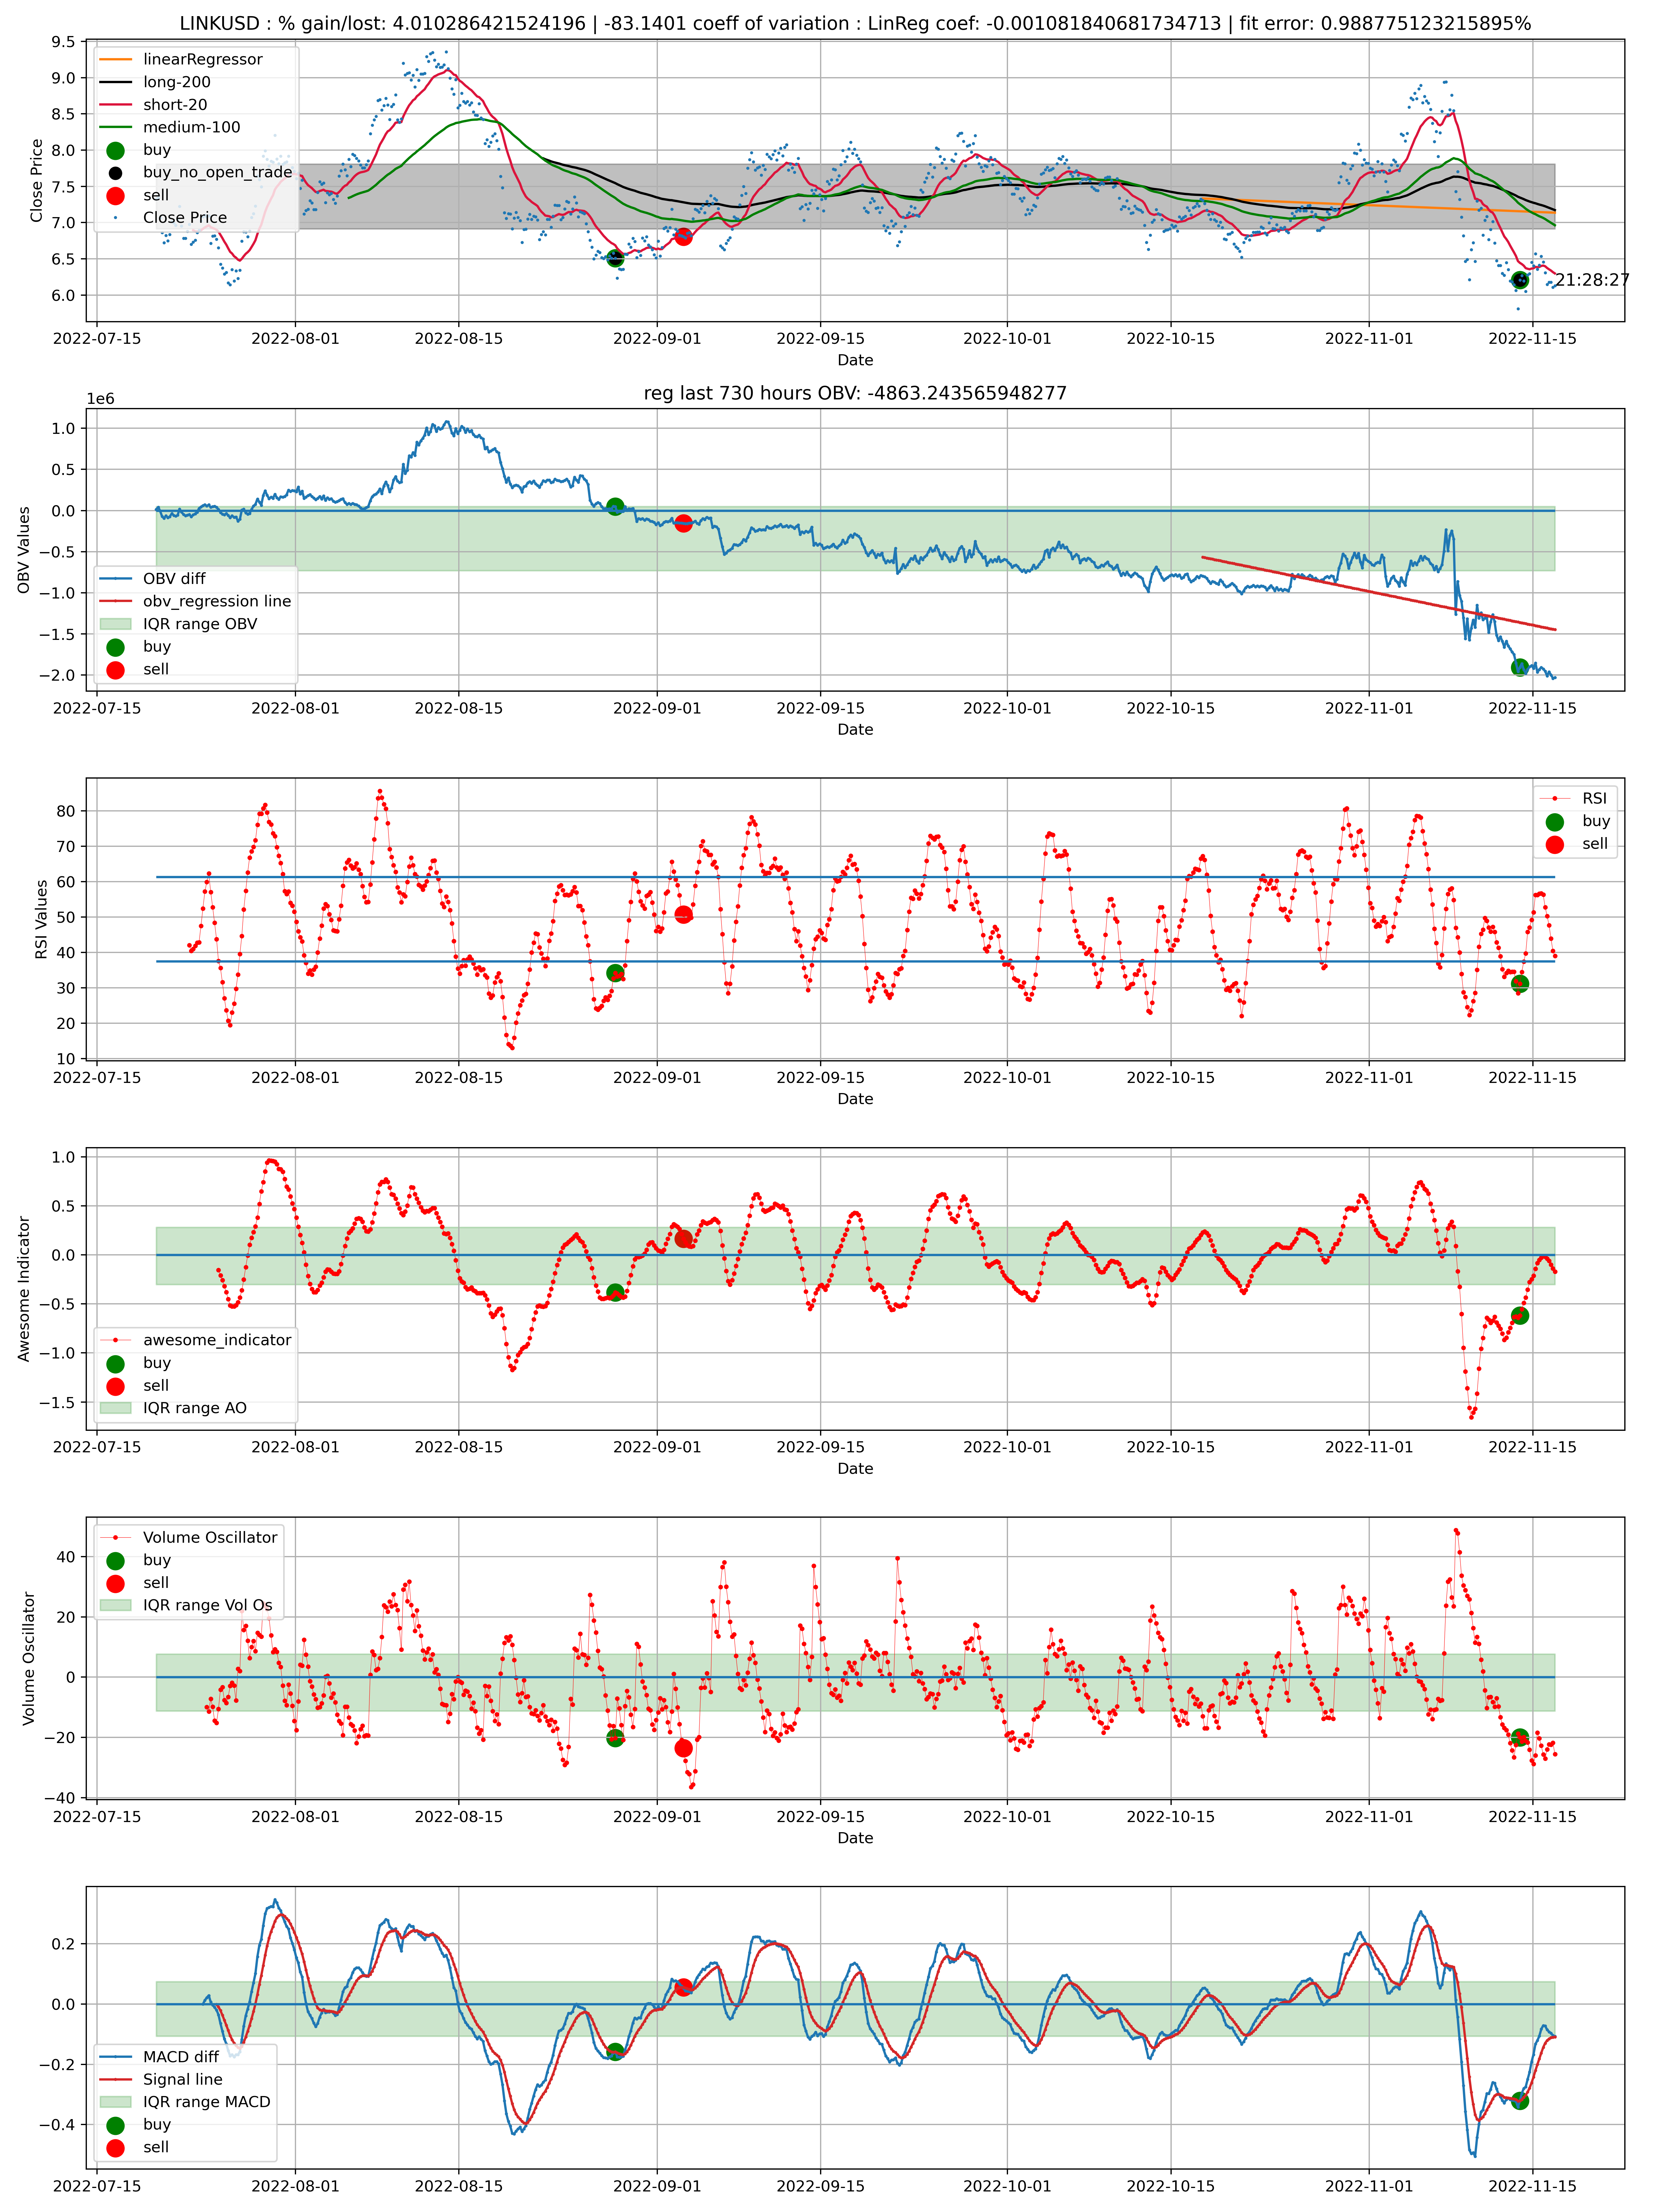 LINKUSD : % gain/lost: 4.010286421524196 | -83.1401 coeff of variation : LinReg coef: -0.001081840681734713 | fit error: 0.988775123215895%
9.5
9.0
8.5
8.0
7.5
7.0
6.5
6.0
Close Price
linearRegressor
long-200
short-20
medium-100
buy
buy_no_open_trade
sell
Close Price
21:28:27
2022-07-15 2022-08-01 2022-08-15 2022-09-01 2022-09-15 2022-10-01 2022-10-15 2022-11-01 2022-11-15
Date
reg last 730 hours OBV: -4863.243565948277
1e6
1.0
0.5
0.0
−0.5
−1.0
−1.5
−2.0
OBV Values
OBV diff
obv_regression line
IQR range OBV
buy
sell
2022-07-15 2022-08-01 2022-08-15 2022-09-01 2022-09-15 2022-10-01 2022-10-15 2022-11-01 2022-11-15
Date
80
70
60
50
40
30
20
10
RSI Values
RSI
buy
sell
2022-07-15 2022-08-01 2022-08-15 2022-09-01 2022-09-15 2022-10-01 2022-10-15 2022-11-01 2022-11-15
Date
1.0
0.5
0.0
−0.5
−1.0
−1.5
Awesome Indicator
awesome_indicator
buy
sell
IQR range AO
2022-07-15 2022-08-01 2022-08-15 2022-09-01 2022-09-15 2022-10-01 2022-10-15 2022-11-01 2022-11-15
Date
40
20
0
−20
−40
Volume Oscillator
Volume Oscillator
buy
sell
IQR range Vol Os
2022-07-15 2022-08-01 2022-08-15 2022-09-01 2022-09-15 2022-10-01 2022-10-15 2022-11-01 2022-11-15
Date
0.2
0.0
−0.2
−0.4
MACD diff
Signal line
IQR range MACD
buy
sell
2022-07-15 2022-08-01 2022-08-15 2022-09-01 2022-09-15 2022-10-01 2022-10-15 2022-11-01 2022-11-15